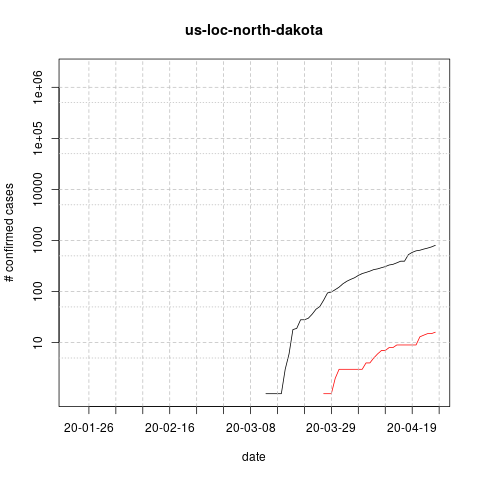 us-loc-north-dakota
1e+06
1e+05
10000
1000
100
10
# confirmed cases
20-01-26 20-02-16 20-03-08 20-03-29 20-04-19
date